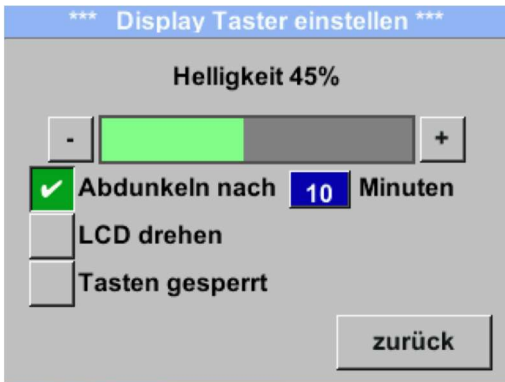 *** Display Taster einstellen ***
Helligkeit 45%
- +
Abdunkeln nach 10 Minuten
LCD drehen
Tasten gesperrt
zurück